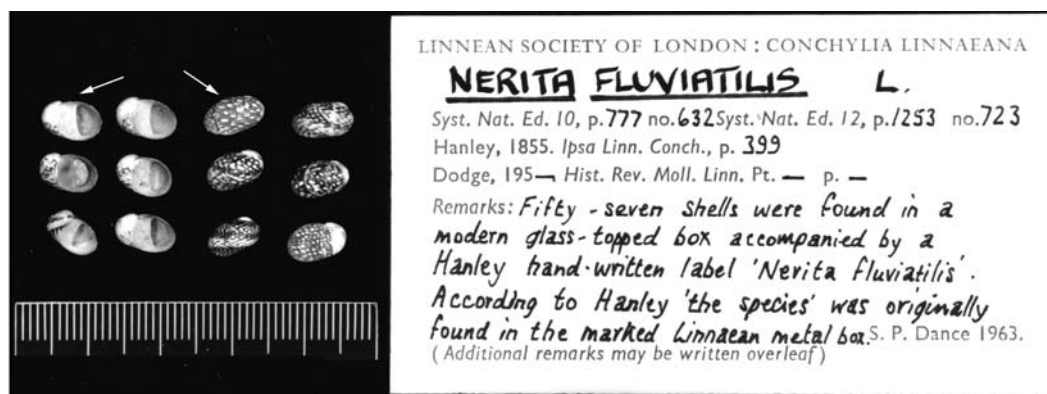 LINNEAN SOCIETY OF LONDON : CONCHYLIA LINNAEANA
NERITA FLUVIATILIS L.
Syst. Nat. Ed. 10, p.777 no.632 Syst. Nat. Ed. 12, p.1253 no.723
Hanley, 1855. Ipsa Linn. Conch., p. 399
Dodge, 195— Hist. Rev. Moll. Linn. Pt. — p. —
Remarks: Fifty-seven shells were found in a
modern glass-topped box accompanied by a
Hanley hand-written label 'Nerita fluviatilis'.
According to Hanley 'the species' was originally
found in the marked Linnaean metal box. S. P. Dance 1963.
(Additional remarks may be written overleaf)